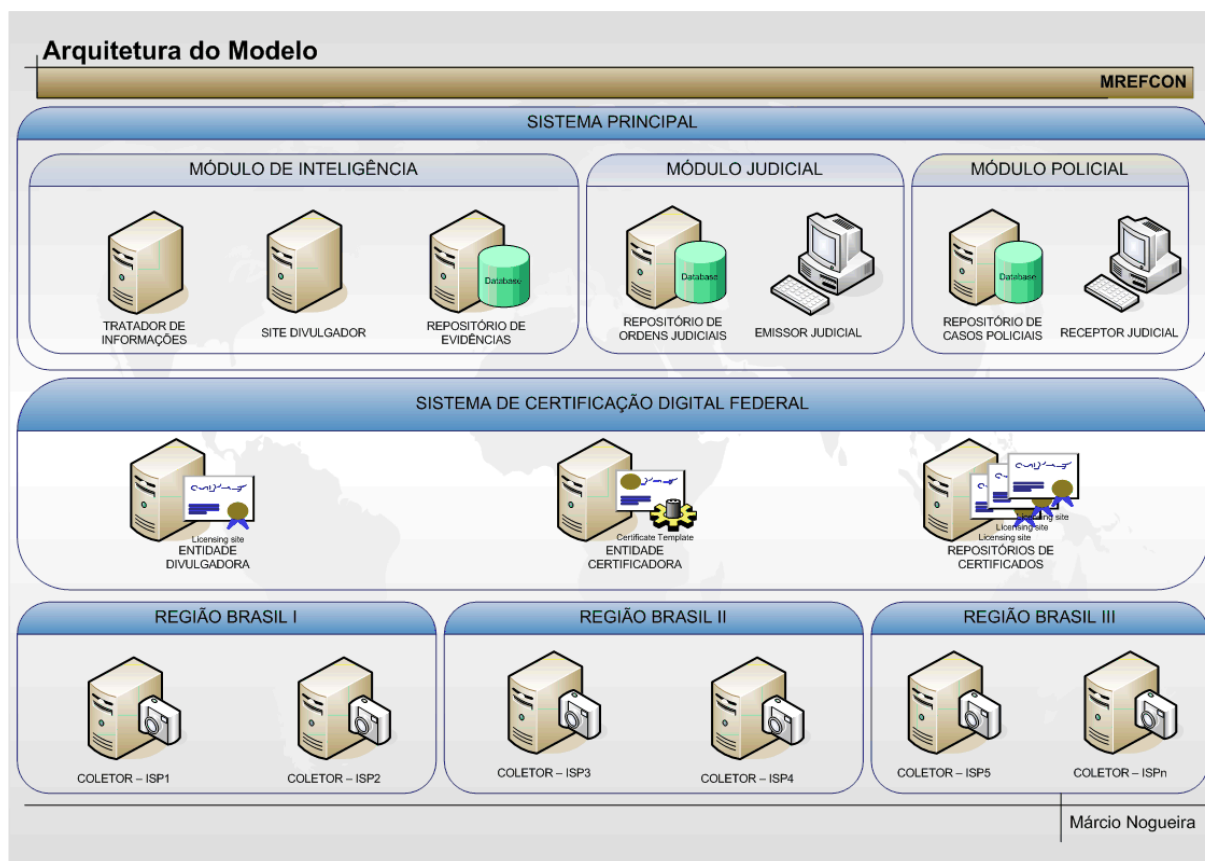 Arquitetura do Modelo
MREFCON
SISTEMA PRINCIPAL
MÓDULO DE INTELIGÊNCIA
TRATADOR DE
INFORMAÇÕES
SITE DIVULGADOR
Database
REPOSITÓRIO DE
EVIDÊNCIAS
MÓDULO JUDICIAL
Database
REPOSITÓRIO DE
ORDENS JUDICIAIS
EMISSOR JUDICIAL
MÓDULO POLICIAL
Database
REPOSITÓRIO DE
CASOS POLICIAIS
RECEPTOR JUDICIAL
SISTEMA DE CERTIFICAÇÃO DIGITAL FEDERAL
Licensing site
ENTIDADE
DIVULGADORA
Certificate Template
ENTIDADE
CERTIFICADORA
Licensing site
Licensing site
Licensing site
REPOSITÓRIOS DE
CERTIFICADOS
REGIÃO BRASIL I
COLETOR – ISP1
COLETOR – ISP2
REGIÃO BRASIL II
COLETOR – ISP3
COLETOR – ISP4
REGIÃO BRASIL III
COLETOR – ISP5
COLETOR – ISPn
Márcio Nogueira